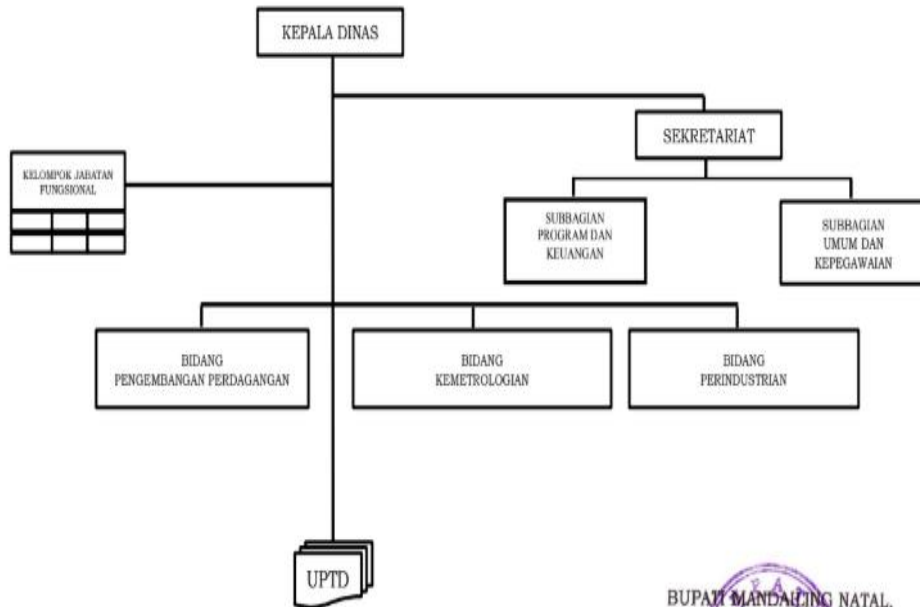 KEPALA DINAS
SEKRETARIAT
KELOMPOK JABATAN
FUNGSIONAL
SUBBAGIAN
PROGRAM DAN
KEUANGAN
SUBBAGIAN
UMUM DAN
KEPEGAWAIAN
BIDANG
PENGEMBANGAN PERDAGANGAN
BIDANG
KEMETROLOGIAN
BIDANG
PERINDUSTRIAN
UPTD
BUPATI MANDAILING NATAL,